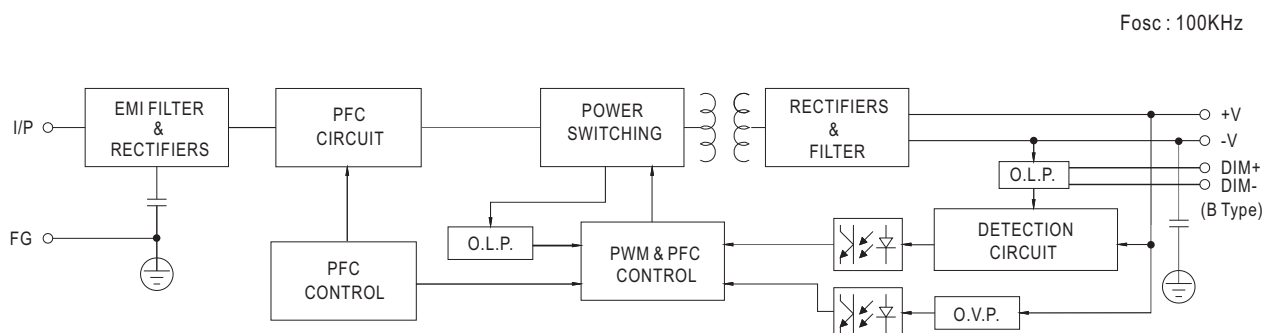 Fosc : 100KHz
I/P
EMI FILTER
&
RECTIFIERS
PFC
CIRCUIT
POWER
SWITCHING
RECTIFIERS
&
FILTER
+V
-V
O.L.P.
DIM+
DIM-
(B Type)
FG
O.L.P.
PFC
CONTROL
PWM & PFC
CONTROL
DETECTION
CIRCUIT
O.V.P.